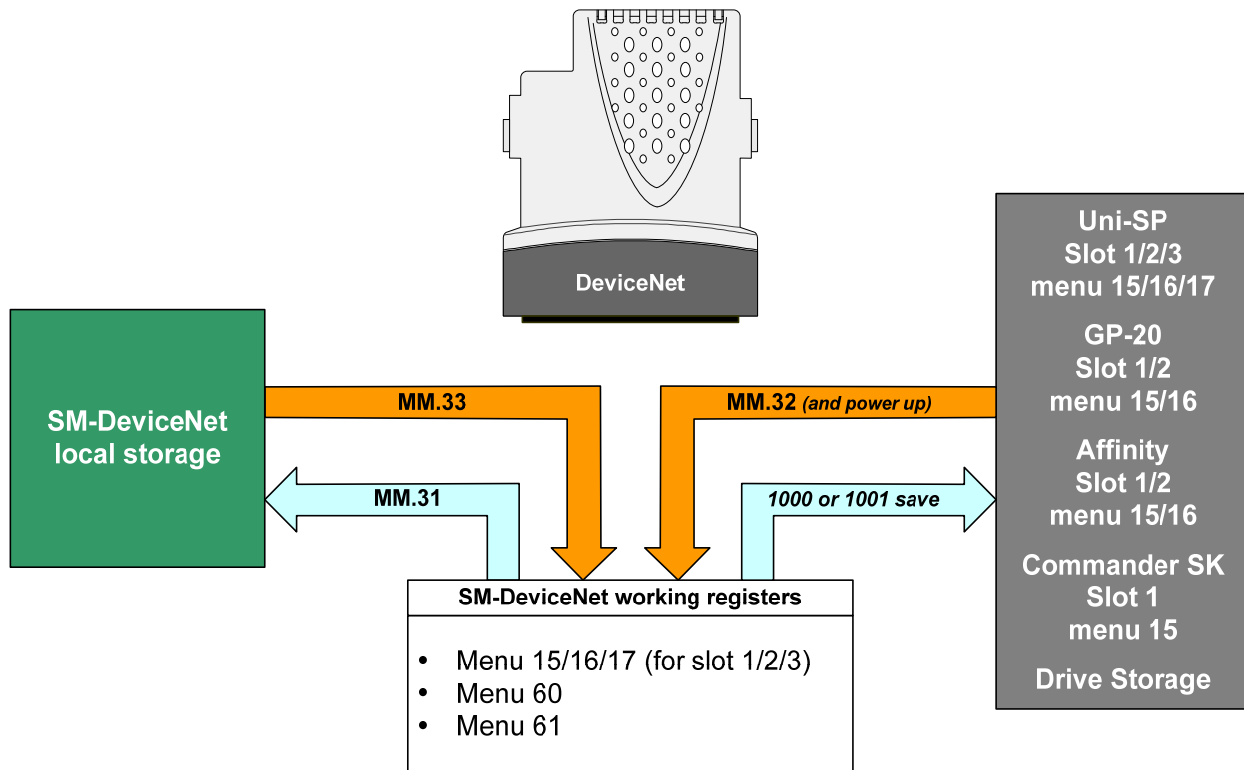 DeviceNet
SM-DeviceNet
local storage
MM.33
MM.31
MM.32 (and power up)
1000 or 1001 save
Uni-SP
Slot 1/2/3
menu 15/16/17
GP-20
Slot 1/2
menu 15/16
Affinity
Slot 1/2
menu 15/16
Commander SK
Slot 1
menu 15
Drive Storage
SM-DeviceNet working registers
• Menu 15/16/17 (for slot 1/2/3)
• Menu 60
• Menu 61